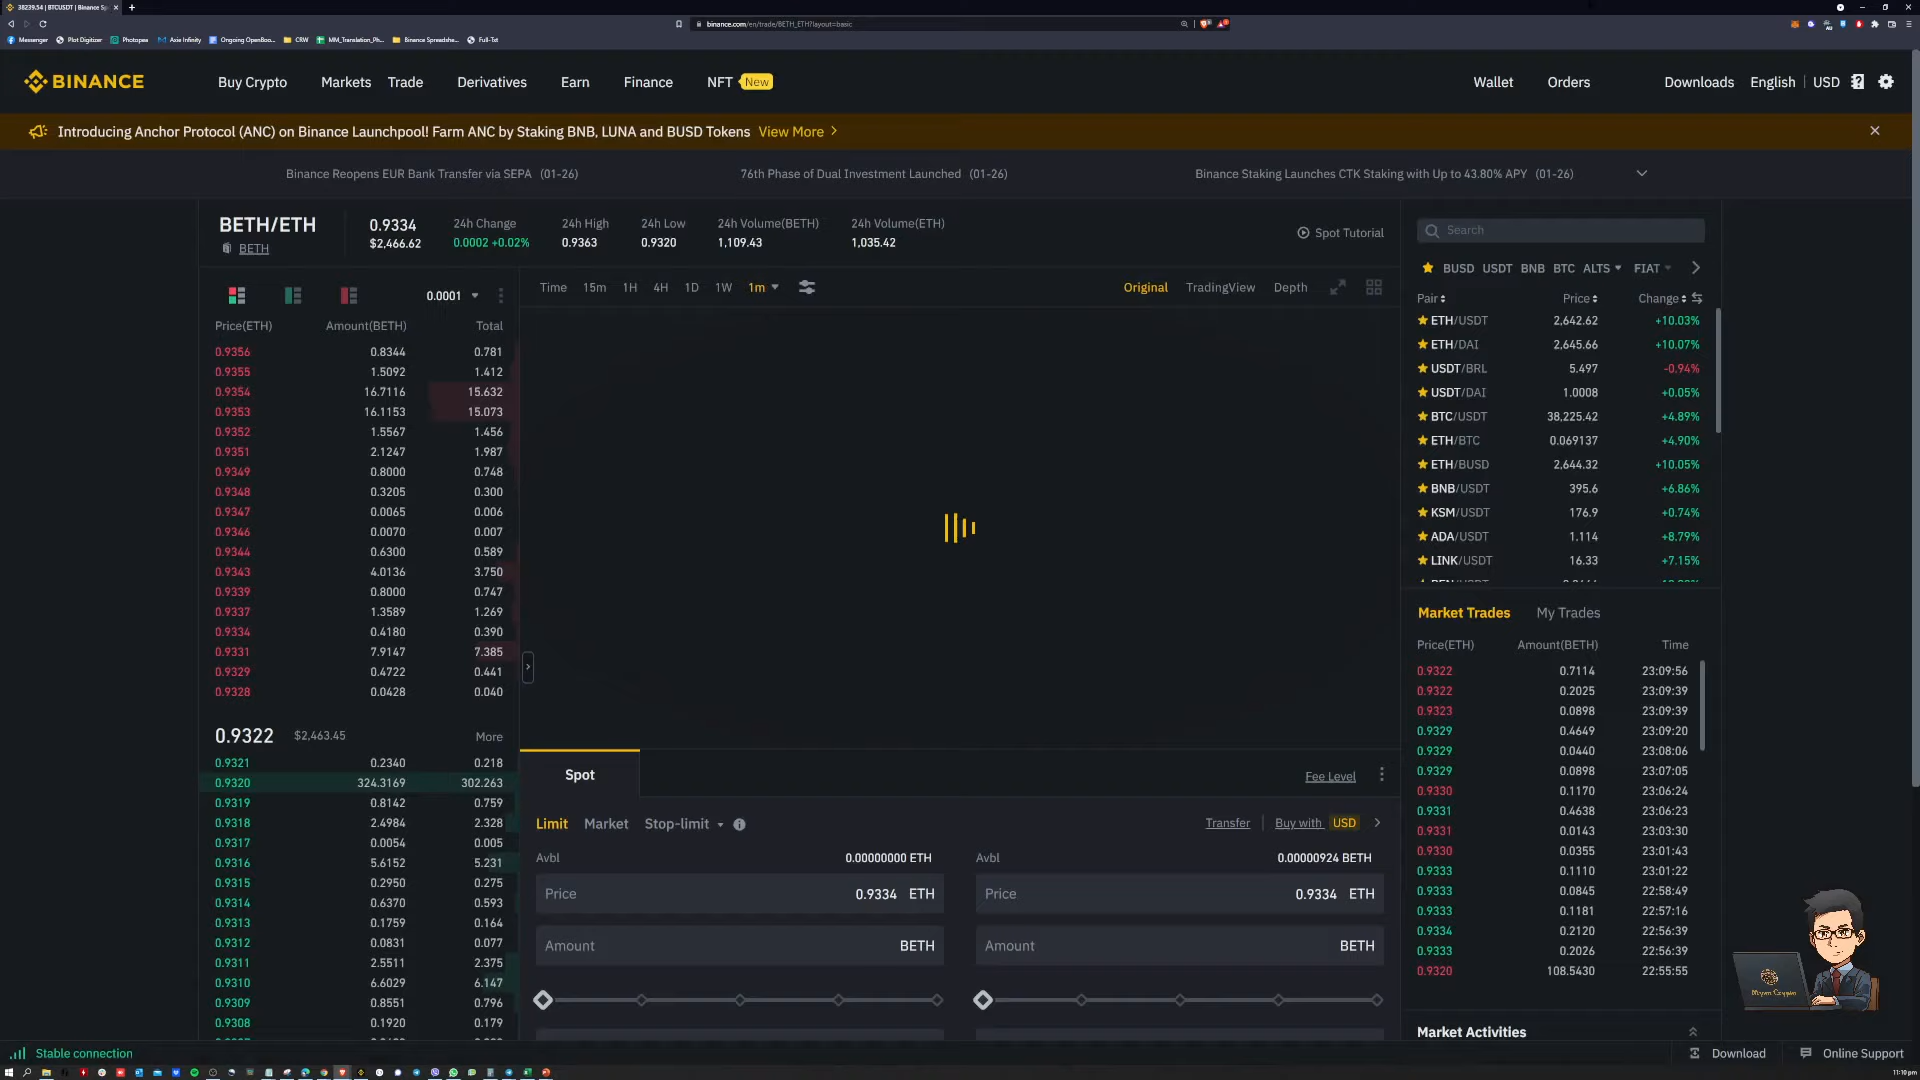 38239.54 | BTCUSDT | Binance Sp
binance.com/en/trade/BETH_ETH?layout=basic
Messenger Plot Digitizer Photopea Axie Infinity Ongoing OpenBoo... CRW MM_Translation_Ph... Binance Spreadshe... Full-Tst
BINANCE Buy Crypto Markets Trade Derivatives Earn Finance NFT New Wallet Orders Downloads English USD
Introducing Anchor Protocol (ANC) on Binance Launchpool! Farm ANC by Staking BNB, LUNA and BUSD Tokens View More
Binance Reopens EUR Bank Transfer via SEPA (01-26) 76th Phase of Dual Investment Launched (01-26) Binance Staking Launches CTK Staking with Up to 43.80% APY (01-26)
BETH/ETH
BETH
0.9334
$2,466.62
24h Change
0.0002 +0.02%
24h High
0.9363
24h Low
0.9320
24h Volume(BETH)
1,109.43
24h Volume(ETH)
1,035.42
Spot Tutorial
0.0001
Price(ETH) Amount(BETH) Total
0.9356 0.8344 0.781
0.9355 1.5092 1.412
0.9354 16.7116 15.632
0.9353 16.1153 15.073
0.9352 1.5567 1.456
0.9351 2.1247 1.987
0.9349 0.8000 0.748
0.9348 0.3205 0.300
0.9347 0.0065 0.006
0.9346 0.0070 0.007
0.9344 0.6300 0.589
0.9343 4.0136 3.750
0.9339 0.8000 0.747
0.9337 1.3589 1.269
0.9334 0.4180 0.390
0.9331 7.9147 7.385
0.9329 0.4722 0.441
0.9328 0.0428 0.040
0.9322 $2,463.45 More
0.9321 0.2340 0.218
0.9320 324.3169 302.263
0.9319 0.8142 0.759
0.9318 2.4984 2.328
0.9317 0.0054 0.005
0.9316 5.6152 5.231
0.9315 0.2950 0.275
0.9314 0.6370 0.593
0.9313 0.1759 0.164
0.9312 0.0831 0.077
0.9311 2.5511 2.375
0.9310 6.6029 6.147
0.9309 0.8551 0.796
0.9308 0.1920 0.179
Time 15m 1H 4H 1D 1W 1m Original TradingView Depth
Spot Fee Level
Limit Market Stop-limit Transfer Buy with USD
Avbl 0.00000000 ETH
Price 0.9334 ETH
Amount BETH
Avbl 0.00000924 BETH
Price 0.9334 ETH
Amount BETH
Search
BUSD USDT BNB BTC ALTS FIAT
Pair Price Change
ETH/USDT 2,642.62 +10.03%
ETH/DAI 2,645.66 +10.07%
USDT/BRL 5.497 -0.94%
USDT/DAI 1.0008 +0.05%
BTC/USDT 38,225.42 +4.89%
ETH/BTC 0.069137 +4.90%
ETH/BUSD 2,644.32 +10.05%
BNB/USDT 395.6 +6.86%
KSM/USDT 176.9 +0.74%
ADA/USDT 1.114 +8.79%
LINK/USDT 16.33 +7.15%
Market Trades My Trades
Price(ETH) Amount(BETH) Time
0.9322 0.7114 23:09:56
0.9322 0.2025 23:09:39
0.9323 0.0898 23:09:39
0.9329 0.4649 23:09:20
0.9329 0.0440 23:08:06
0.9329 0.0898 23:07:05
0.9330 0.1170 23:06:24
0.9331 0.4638 23:06:23
0.9331 0.0143 23:03:30
0.9330 0.0355 23:01:43
0.9333 0.1110 23:01:22
0.9333 0.0845 22:58:49
0.9333 0.1181 22:57:16
0.9334 0.2120 22:56:39
0.9333 0.2026 22:56:39
0.9320 108.5430 22:55:55
Market Activities
Stable connection Download Online Support
11:10 pm